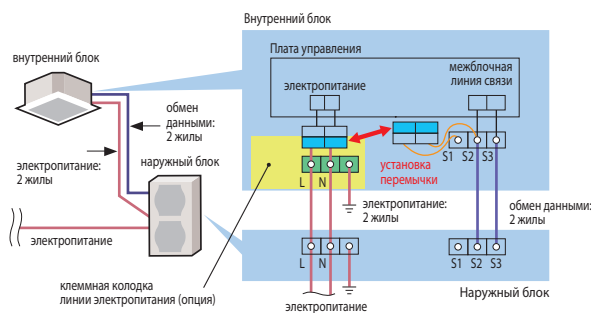 Внутренний блок
Плата управления
внутренний блок
электропитание
межблочная
линия связи
обмен
данными:
2 жилы
электропитание:
2 жилы
наружный блок
S1 S2 S3
установка
перемычки
L N
электропитание:
2 жилы
обмен данными:
2 жилы
электропитание
L N
S1 S2 S3
клеммная колодка
линии электропитания (опция)
Наружный блок
электропитание